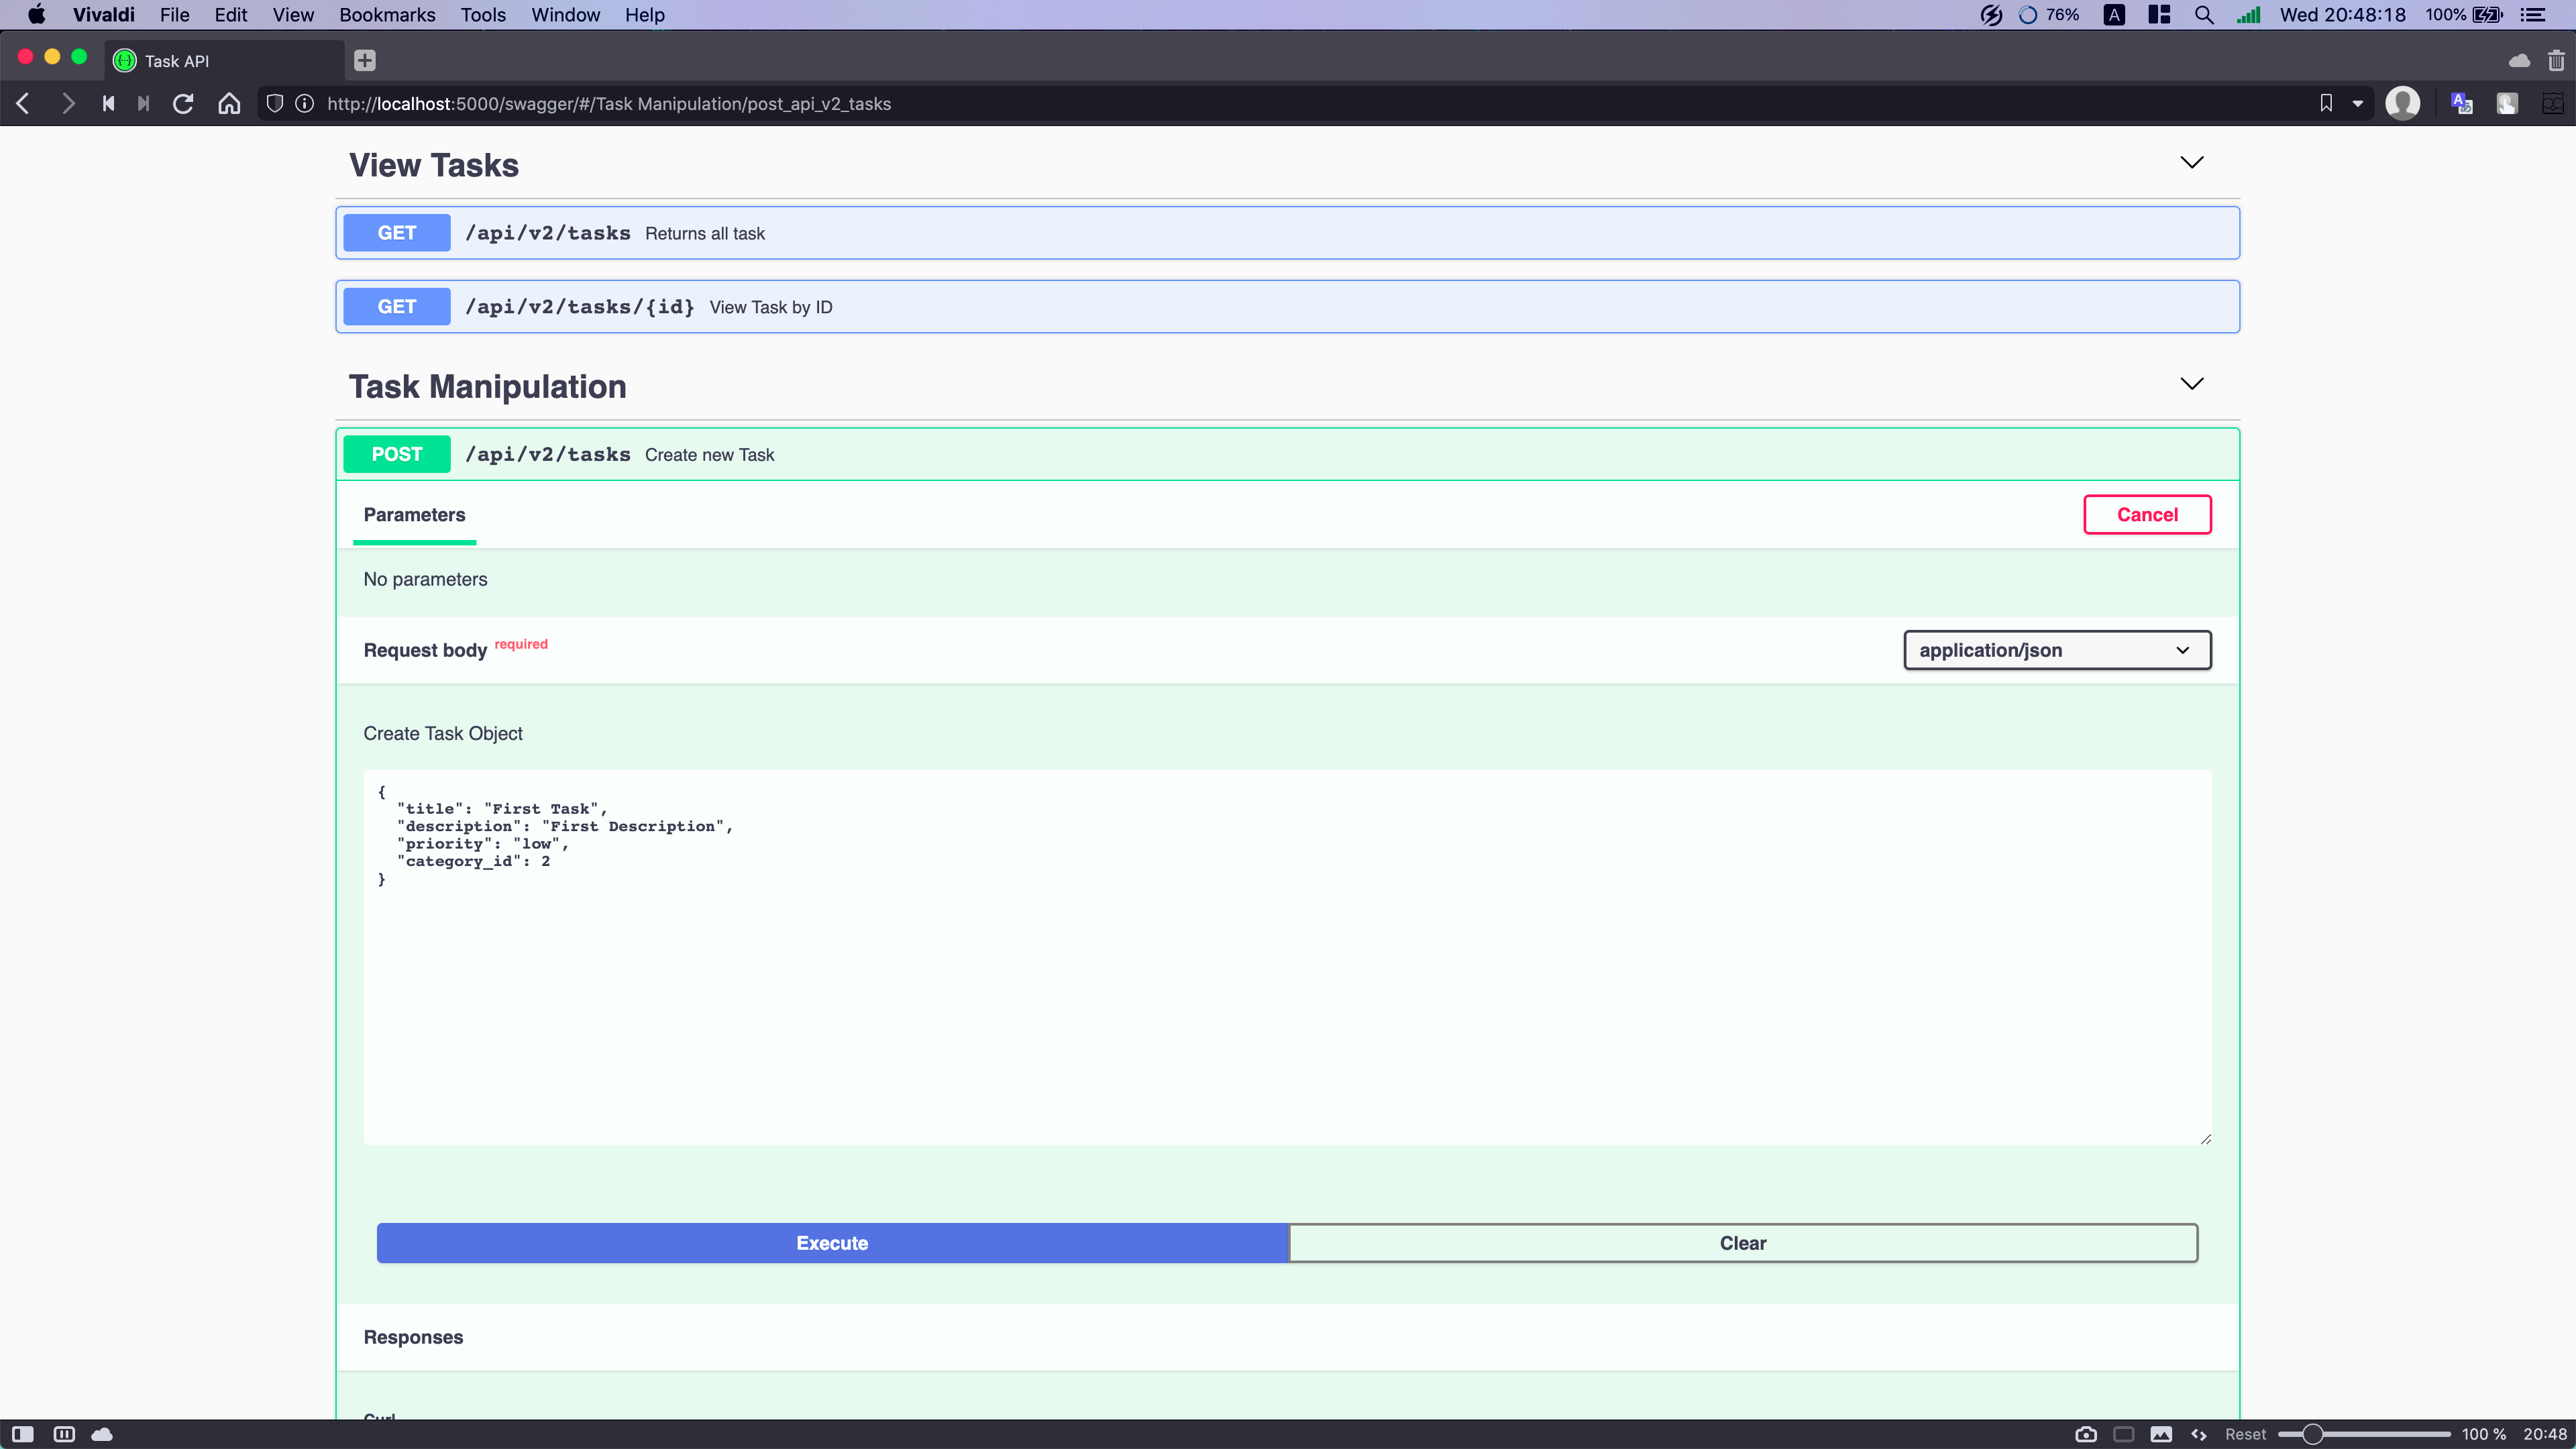 Vivaldi File Edit View Bookmarks Tools Window Help 76% A Wed 20:48:18 100%
Task API
http://localhost:5000/swagger/#/Task Manipulation/post_api_v2_tasks
View Tasks
GET /api/v2/tasks Returns all task
GET /api/v2/tasks/{id} View Task by ID
Task Manipulation
POST /api/v2/tasks Create new Task
Parameters Cancel
No parameters
Request body required application/json
Create Task Object
{
"title": "First Task",
"description": "First Description",
"priority": "low",
"category_id": 2
}
Execute Clear
Responses
Curl
Reset 100 % 20:48